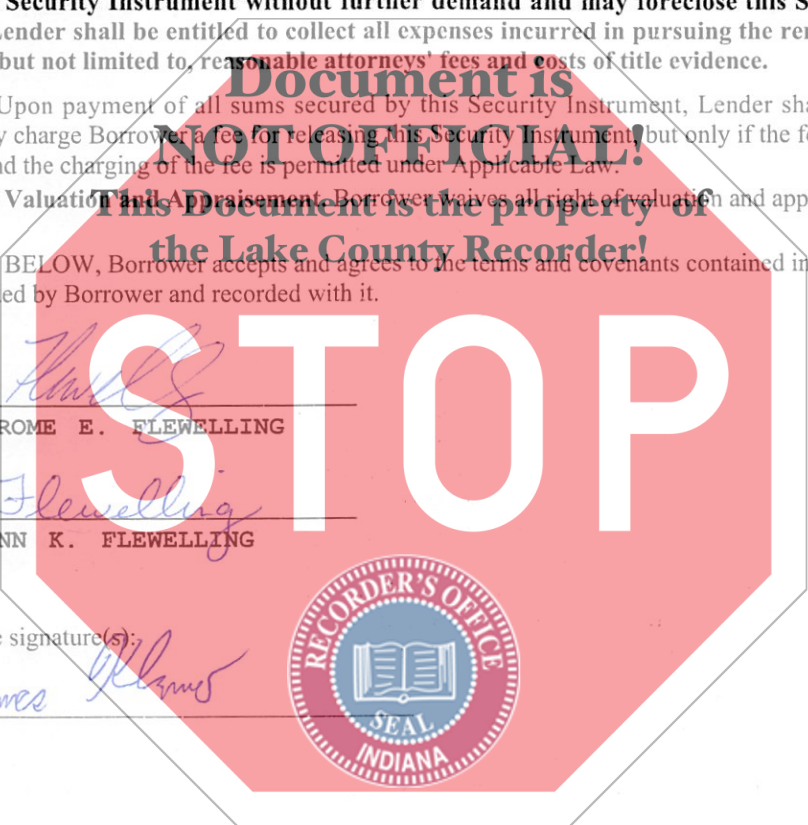 Security Instrument without further demand and may foreclose this S
Lender shall be entitled to collect all expenses incurred in pursuing the re
but not limited to, reasonable attorneys' fees and costs of title evidence.
Document is
Upon payment of all sums secured by this Security Instrument, Lender sha
y charge Borrower a fee for releasing this Security Instrument, but only if the f
NOT OFFICIAL!
nd the charging of the fee is permitted under Applicable Law.
Valuation and Appraisement. Borrower waives all right of valuation and app
This Document is the property of
the Lake County Recorder!
BELOW, Borrower accepts and agrees to the terms and covenants contained in
ed by Borrower and recorded with it.
STOP
ROME E. FLEWELLING
Flewelling
NN K. FLEWELLING
e signature(s):
RECORDER'S OFFICE
SEAL
INDIANA